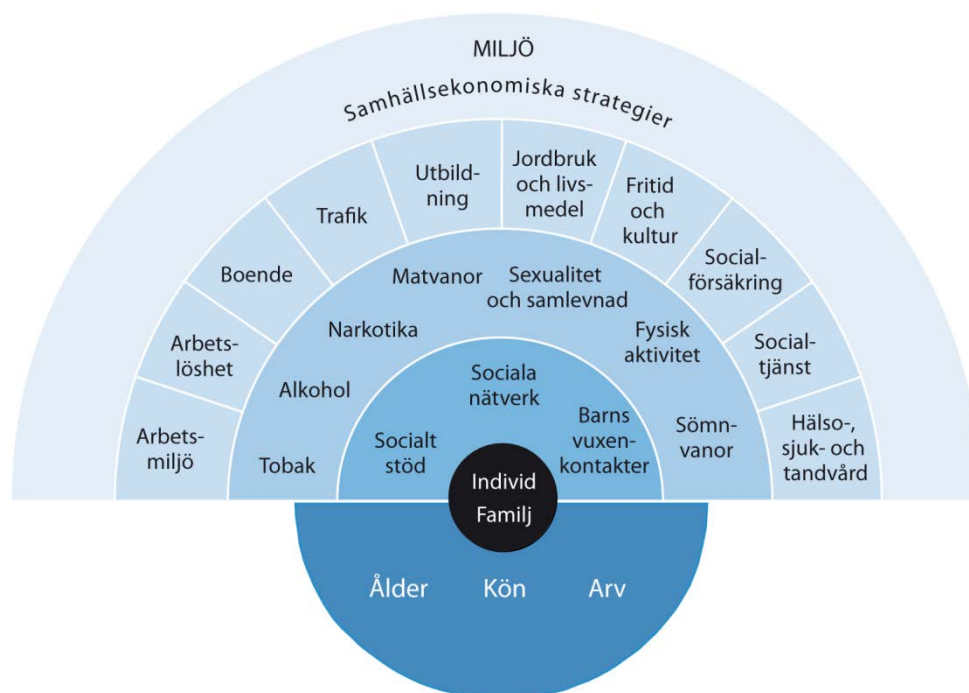 MILJÖ
Samhällsekonomiska strategier
Arbets-
miljö
Arbets-
löshet
Boende
Trafik
Utbild-
ning
Jordbruk
och livs-
medel
Fritid
och
kultur
Social-
försäkring
Social-
tjänst
Hälso-,
sjuk- och
tandvård
Tobak
Alkohol
Narkotika
Matvanor
Sexualitet
och samlevnad
Fysisk
aktivitet
Sömn-
vanor
Socialt
stöd
Sociala
nätverk
Barns
vuxen-
kontakter
Individ
Familj
Ålder Kön Arv